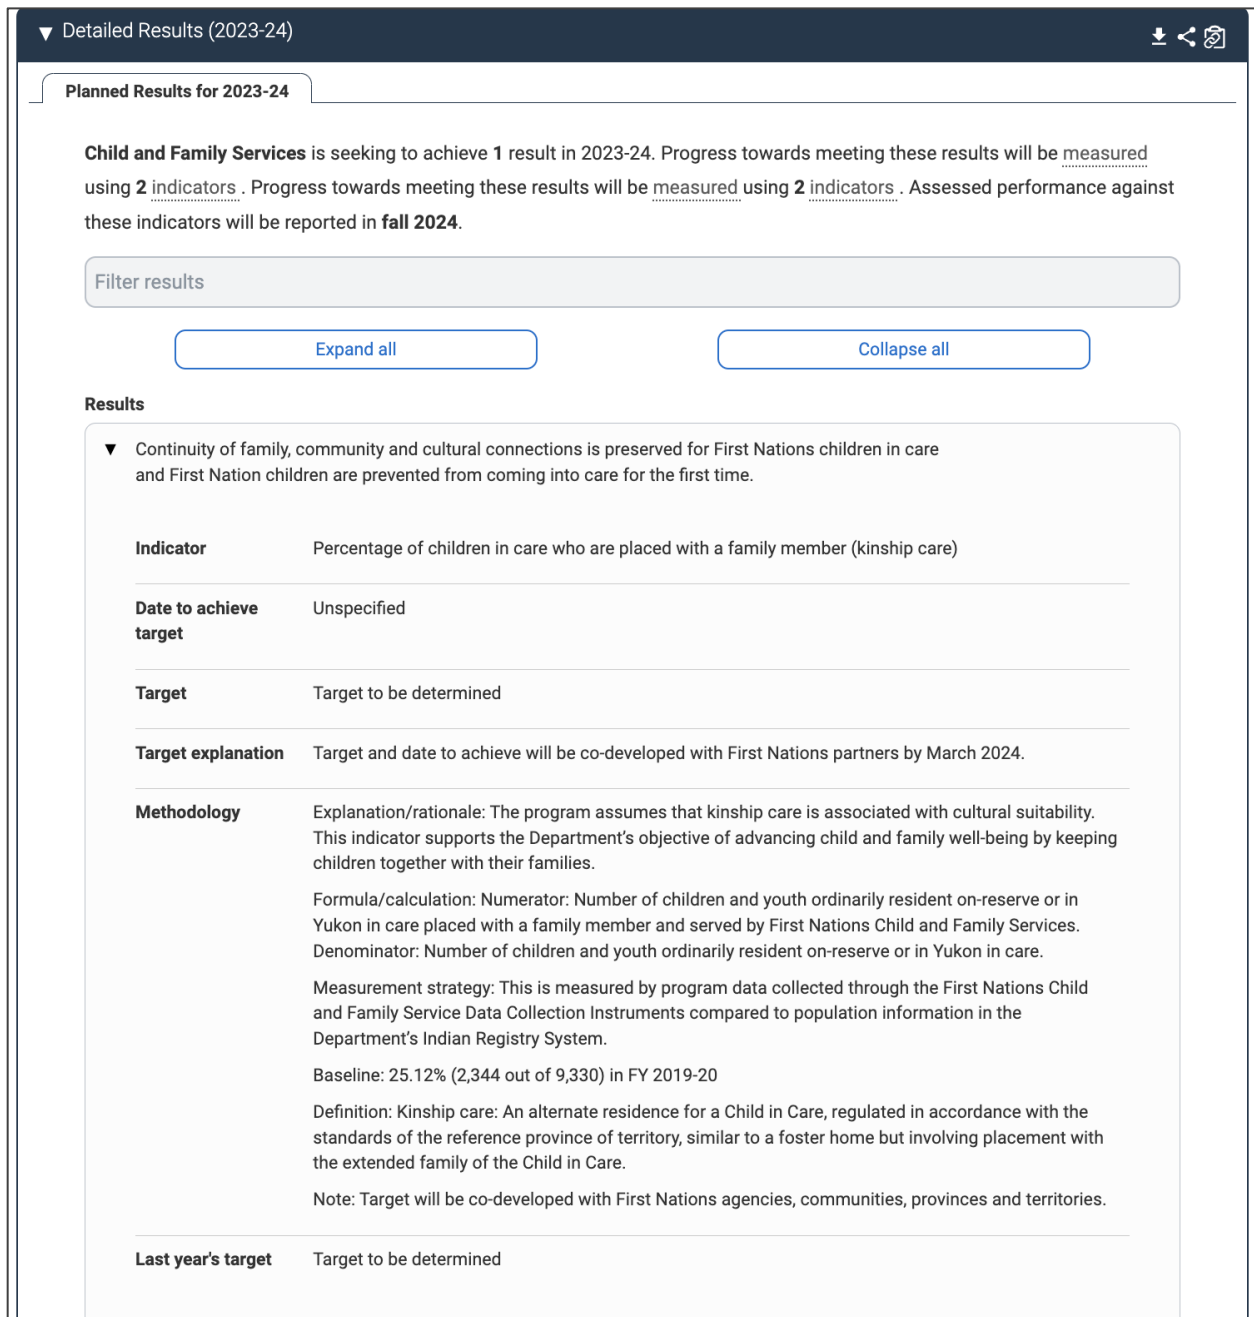 Detailed Results (2023-24)
Planned Results for 2023-24
Child and Family Services is seeking to achieve 1 result in 2023-24. Progress towards meeting these results will be measured
using 2 indicators . Progress towards meeting these results will be measured using 2 indicators . Assessed performance against
these indicators will be reported in fall 2024.
Filter results
Expand all
Collapse all
Results
Continuity of family, community and cultural connections is preserved for First Nations children in care
and First Nation children are prevented from coming into care for the first time.
Indicator
Percentage of children in care who are placed with a family member (kinship care)
Date to achieve
target
Unspecified
Target
Target to be determined
Target explanation
Target and date to achieve will be co-developed with First Nations partners by March 2024.
Methodology
Explanation/rationale: The program assumes that kinship care is associated with cultural suitability.
This indicator supports the Department’s objective of advancing child and family well-being by keeping
children together with their families.
Formula/calculation: Numerator: Number of children and youth ordinarily resident on-reserve or in
Yukon in care placed with a family member and served by First Nations Child and Family Services.
Denominator: Number of children and youth ordinarily resident on-reserve or in Yukon in care.
Measurement strategy: This is measured by program data collected through the First Nations Child
and Family Service Data Collection Instruments compared to population information in the
Department’s Indian Registry System.
Baseline: 25.12% (2,344 out of 9,330) in FY 2019-20
Definition: Kinship care: An alternate residence for a Child in Care, regulated in accordance with the
standards of the reference province of territory, similar to a foster home but involving placement with
the extended family of the Child in Care.
Note: Target will be co-developed with First Nations agencies, communities, provinces and territories.
Last year's target
Target to be determined